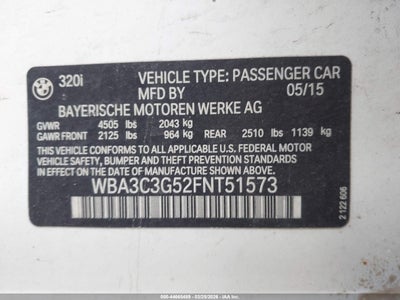 BMW
320i VEHICLE TYPE: PASSENGER CAR
MFD BY 05/15
BAYERISCHE MOTOREN WERKE AG
GVWR 4505 lbs 2043 kg
GAWR FRONT 2125 lbs 964 kg REAR 2510 lbs 1139 kg
THIS VEHICLE CONFORMS TO ALL APPLICABLE U.S. FEDERAL MOTOR
VEHICLE SAFETY, BUMPER AND THEFT PREVENTION STANDARDS IN
EFFECT ON THE DATE OF MANUFACTURE SHOWN ABOVE.
WBA3C3G52FNT51573
2 122 606